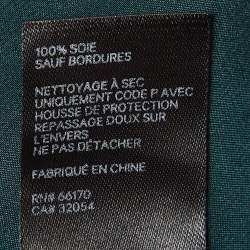 100% SOIE
SAUF BORDURES
NETTOYAGE À SEC
UNIQUEMENT CODE P AVEC
HOUSSE DE PROTECTION
REPASSAGE DOUX SUR
L'ENVERS
NE PAS DÉTACHER
FABRIQUÉ EN CHINE
RN# 66170
CA# 32054